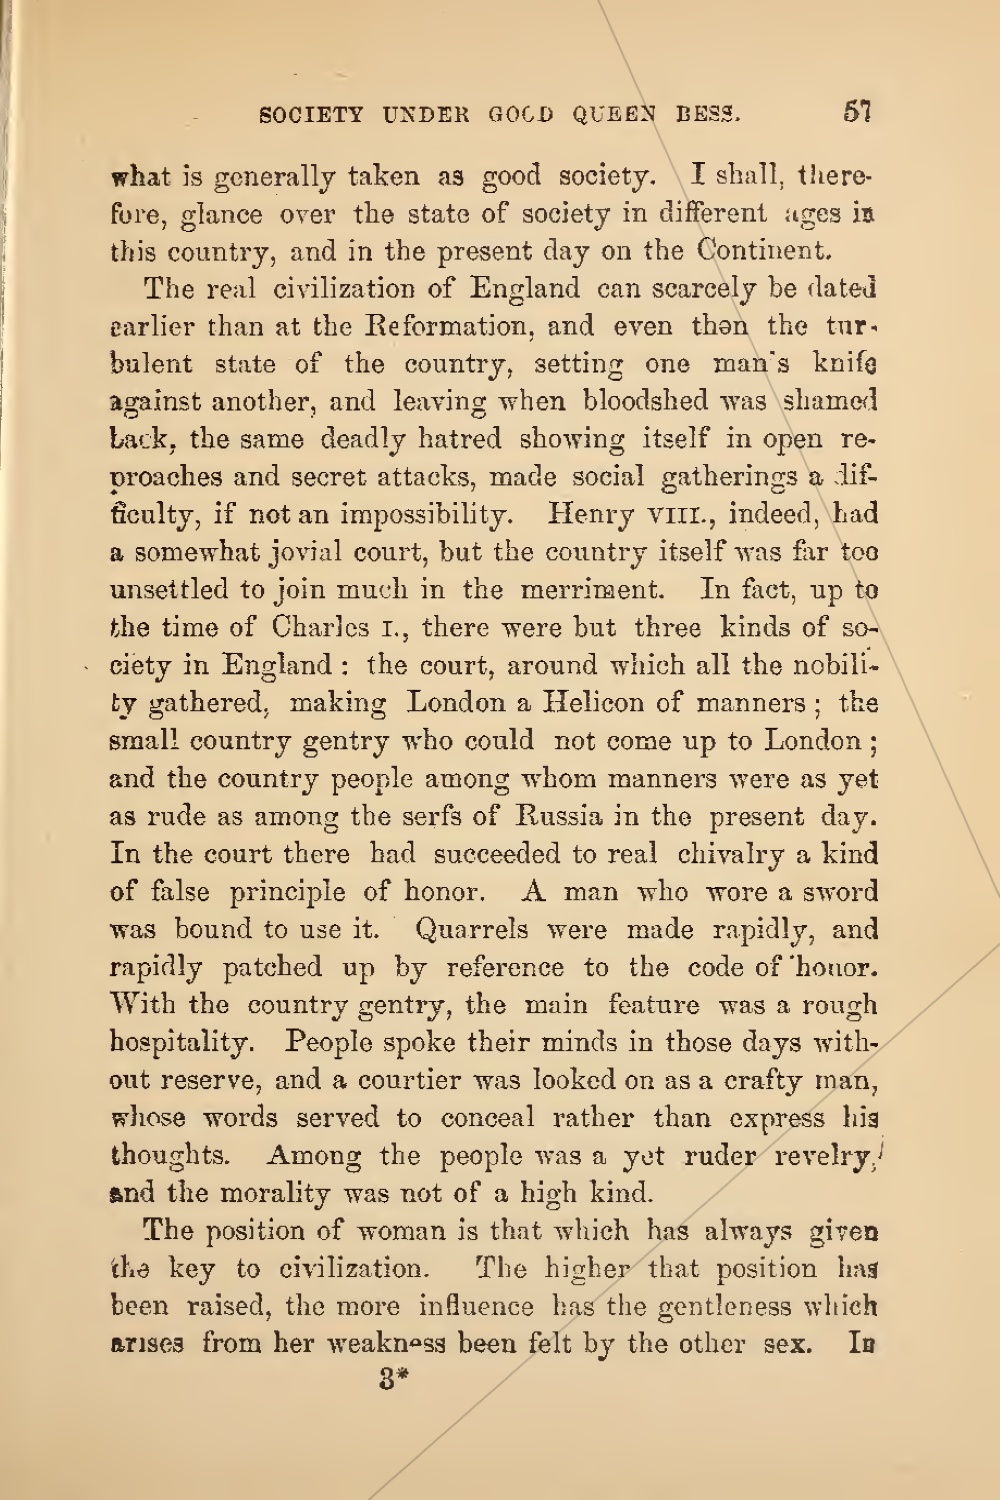 SOCIETY UNDER GOOD QUEEN BESS. 57
what is generally taken as good society. I shall, there-
fore, glance over the state of society in different ages in
this country, and in the present day on the Continent.
The real civilization of England can scarcely be dated
earlier than at the Reformation, and even then the tur-
bulent state of the country, setting one man's knife
against another, and leaving when bloodshed was shamed
back, the same deadly hatred showing itself in open re-
proaches and secret attacks, made social gatherings a dif-
ficulty, if not an impossibility. Henry VIII., indeed, had
a somewhat jovial court, but the country itself was far too
unsettled to join much in the merriment. In fact, up to
the time of Charles I., there were but three kinds of so-
ciety in England : the court, around which all the nobili-
ty gathered, making London a Helicon of manners ; the
small country gentry who could not come up to London ;
and the country people among whom manners were as yet
as rude as among the serfs of Russia in the present day.
In the court there had succeeded to real chivalry a kind
of false principle of honor. A man who wore a sword
was bound to use it. Quarrels were made rapidly, and
rapidly patched up by reference to the code of honor.
With the country gentry, the main feature was a rough
hospitality. People spoke their minds in those days with-
out reserve, and a courtier was looked on as a crafty man,
whose words served to conceal rather than express his
thoughts. Among the people was a yet ruder revelry,
and the morality was not of a high kind.
The position of woman is that which has always given
the key to civilization. The higher that position has
been raised, the more influence has the gentleness which
arises from her weakness been felt by the other sex. In
3*